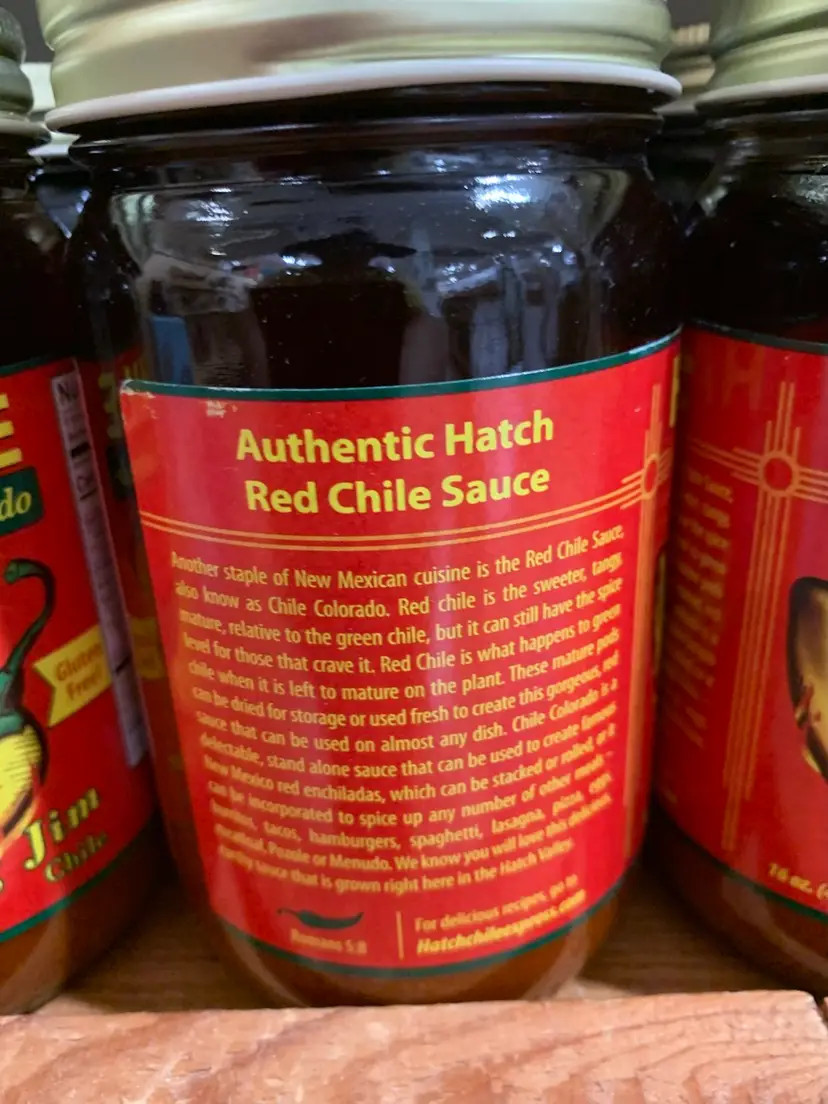 Authentic Hatch
Red Chile Sauce
Another staple of New Mexican cuisine is the Red Chile Sauce,
also know as Chile Colorado. Red chile is the sweeter, tangy,
mature, relative to the green chile, but it can still have the spice
level for those that crave it. Red Chile is what happens to green
chile when it is left to mature on the plant. These mature pods
can be dried for storage or used fresh to create this gorgeous, red
sauce that can be used on almost any dish. Chile Colorado is a
delectable, stand alone sauce that can be used to create famous
New Mexico red enchiladas, which can be stacked or rolled, or it
can be incorporated to spice up any number of other meals -
burritos, tacos, hamburgers, spaghetti, lasagna, pizza, eggs,
meatloaf, Posole or Menudo. We know you will love this delicious,
earthy sauce that is grown right here in the Hatch Valley.
Romans 5:8
For delicious recipes, go to
Hatchchileexpress.com
E
do
Gluten
Free!
Jim
Chile
16 oz.